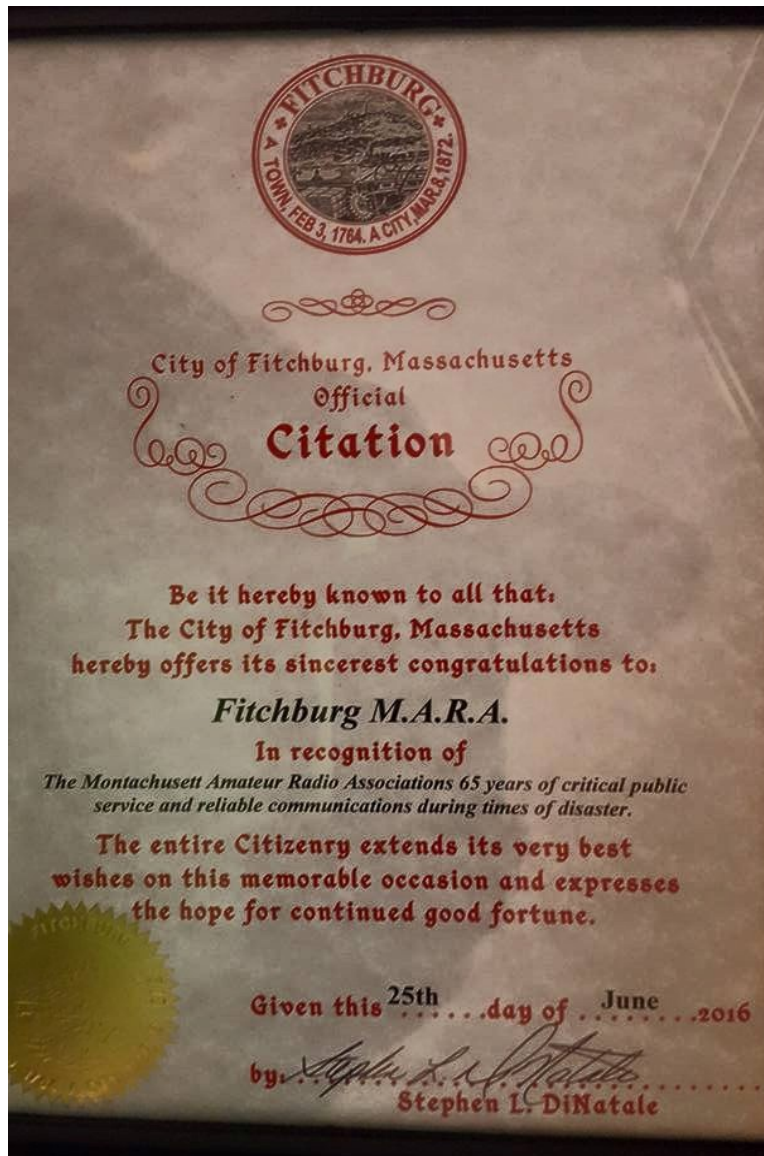 FITCHBURG
A TOWN, FEB 3, 1764. A CITY, MAR. 8, 1872.
City of Fitchburg, Massachusetts
Official
Citation
Be it hereby known to all that:
The City of Fitchburg, Massachusetts
hereby offers its sincerest congratulations to:
Fitchburg M.A.R.A.
In recognition of
The Montachusett Amateur Radio Associations 65 years of critical public
service and reliable communications during times of disaster.
The entire Citizenry extends its very best
wishes on this memorable occasion and expresses
the hope for continued good fortune.
FITCHBURG
Given this 25th ......day of ..June........2016
by: Stephen L. DiNatale
Stephen L. DiNatale